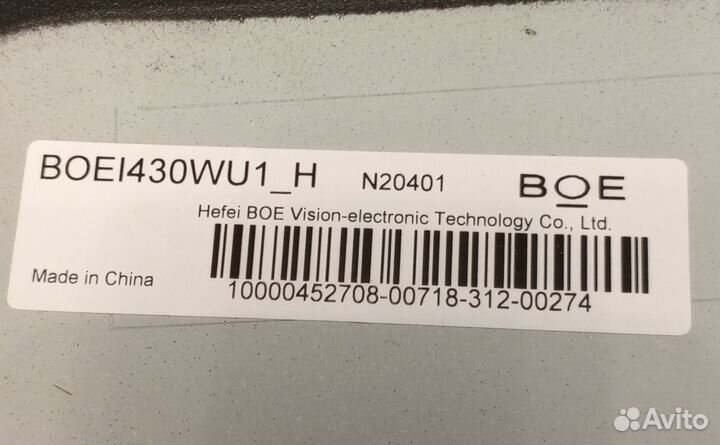 BOEI430WU1_H N20401 BOE
Hefei BOE Vision-electronic Technology Co., Ltd.
Made in China
10000452708-00718-312-00274
Avito